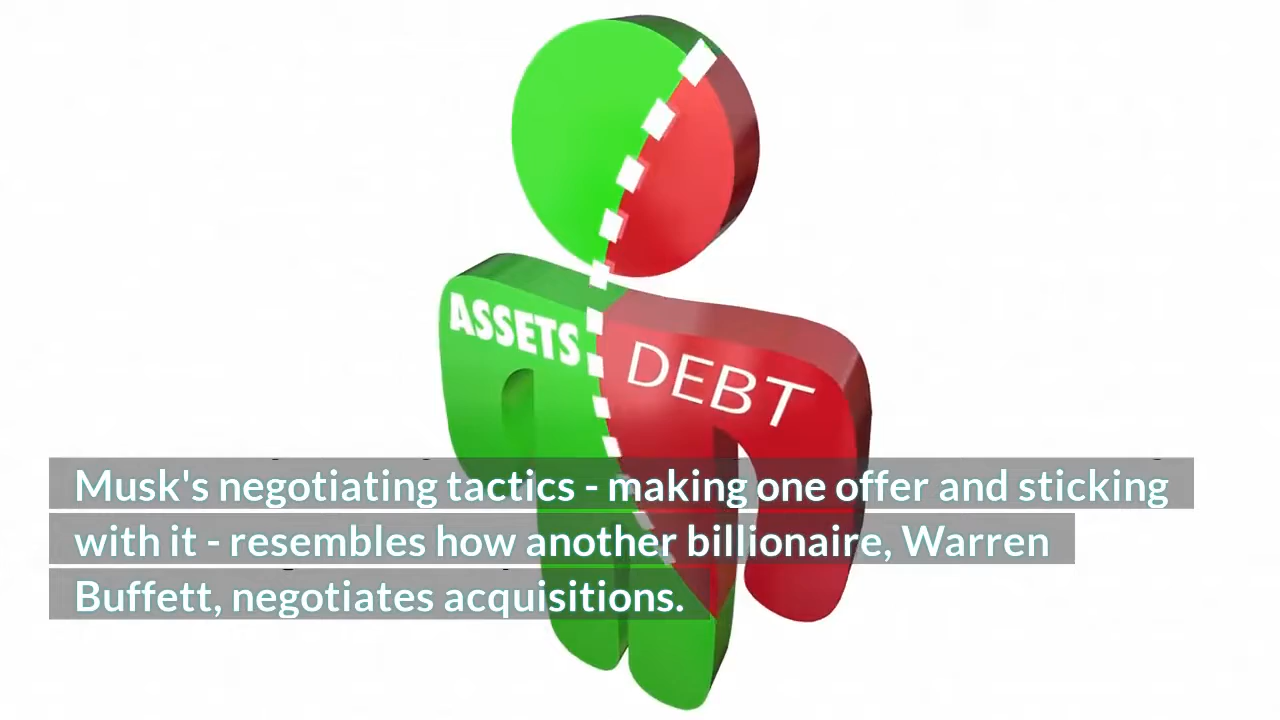 ASSETS
DEBT
Musk's negotiating tactics - making one offer and sticking
with it - resembles how another billionaire, Warren
Buffett, negotiates acquisitions.